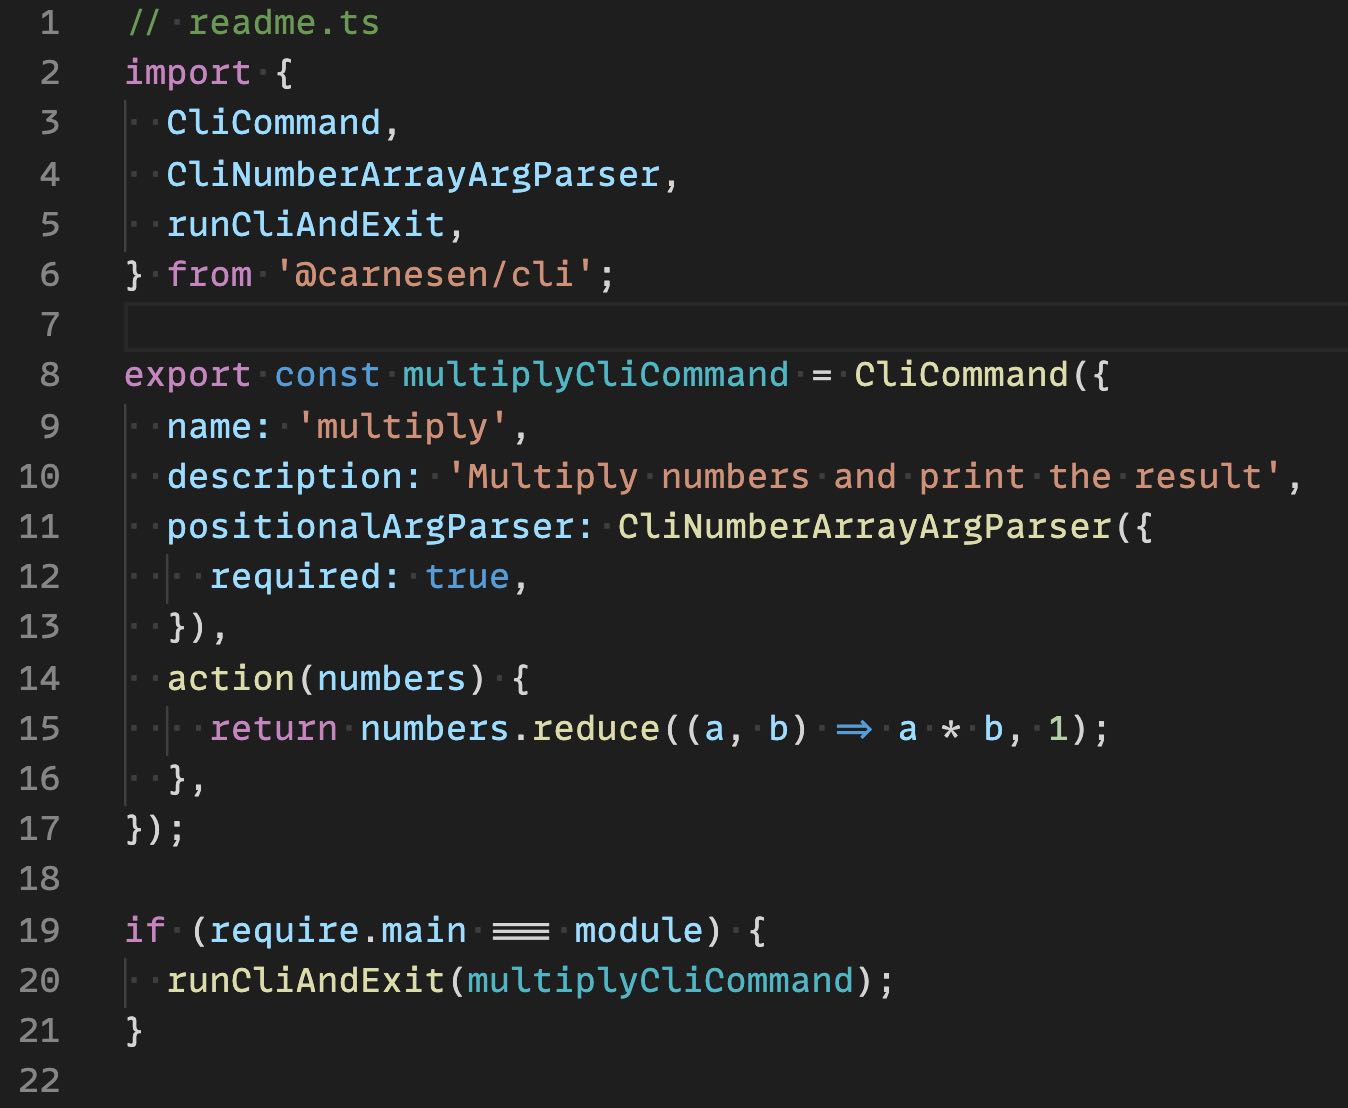 1 // readme.ts
2 import {
3   CliCommand,
4   CliNumberArrayArgParser,
5   runCliAndExit,
6 } from '@carnesen/cli';
7
8 export const multiplyCliCommand = CliCommand({
9   name: 'multiply',
10   description: 'Multiply numbers and print the result',
11   positionalArgParser: CliNumberArrayArgParser({
12     required: true,
13   }),
14   action(numbers) {
15     return numbers.reduce((a, b) => a * b, 1);
16   },
17 });
18
19 if (require.main === module) {
20   runCliAndExit(multiplyCliCommand);
21 }
22